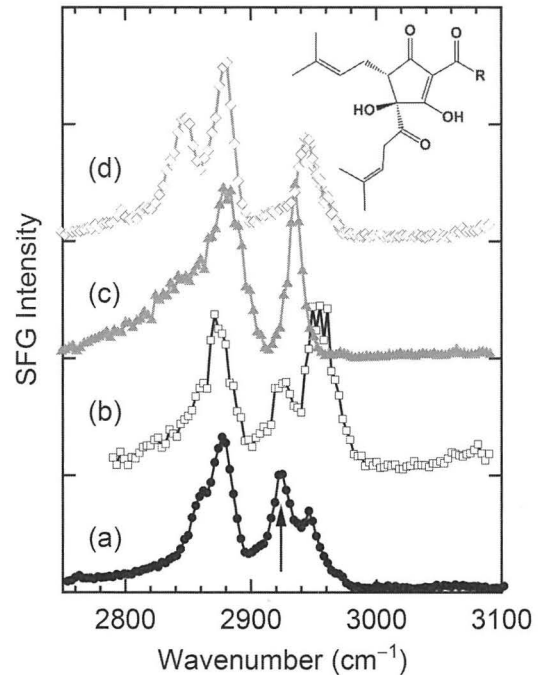 O
O
R
HO
OH
O
(d)
(c)
(b)
(a)
SFG Intensity
2800
2900
3000
3100
Wavenumber (cm⁻¹)